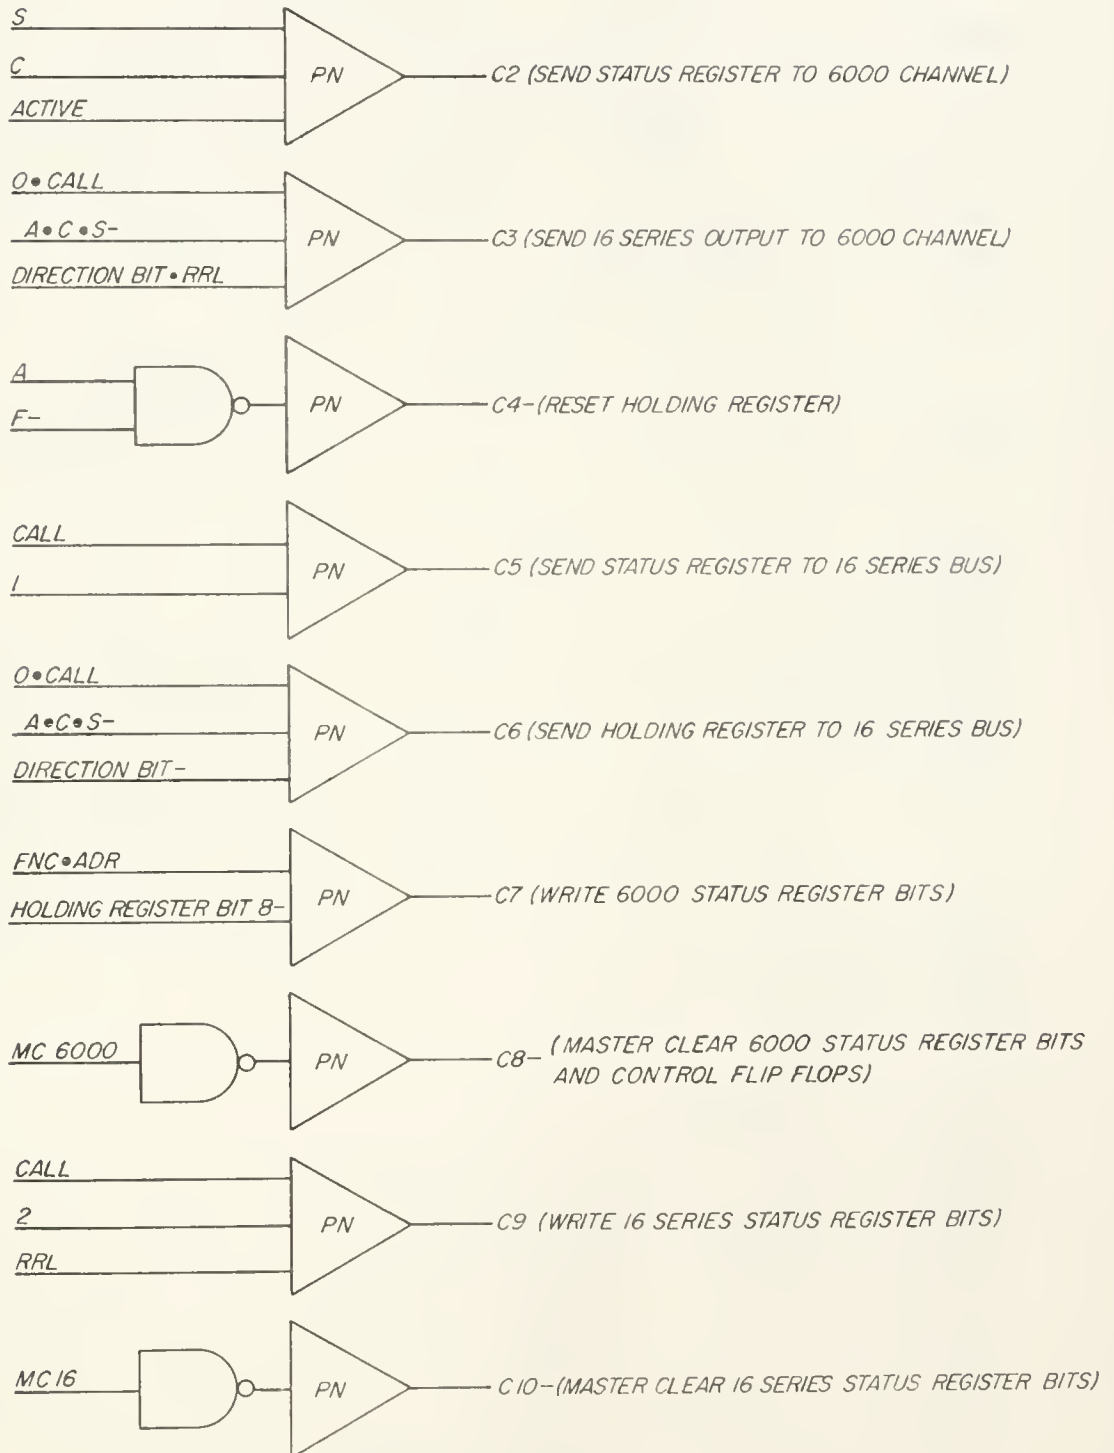 S
C
ACTIVE
PN
C2 (SEND STATUS REGISTER TO 6000 CHANNEL)
O•CALL
A•C•S-
DIRECTION BIT•RRL
PN
C3 (SEND 16 SERIES OUTPUT TO 6000 CHANNEL)
A
F-
PN
C4-(RESET HOLDING REGISTER)
CALL
1
PN
C5 (SEND STATUS REGISTER TO 16 SERIES BUS)
O•CALL
A•C•S-
DIRECTION BIT-
PN
C6 (SEND HOLDING REGISTER TO 16 SERIES BUS)
FNC•ADR
HOLDING REGISTER BIT 8-
PN
C7 (WRITE 6000 STATUS REGISTER BITS)
MC 6000
PN
C8- (MASTER CLEAR 6000 STATUS REGISTER BITS
AND CONTROL FLIP FLOPS)
CALL
2
RRL
PN
C9 (WRITE 16 SERIES STATUS REGISTER BITS)
MC16
PN
C10-(MASTER CLEAR 16 SERIES STATUS REGISTER BITS)